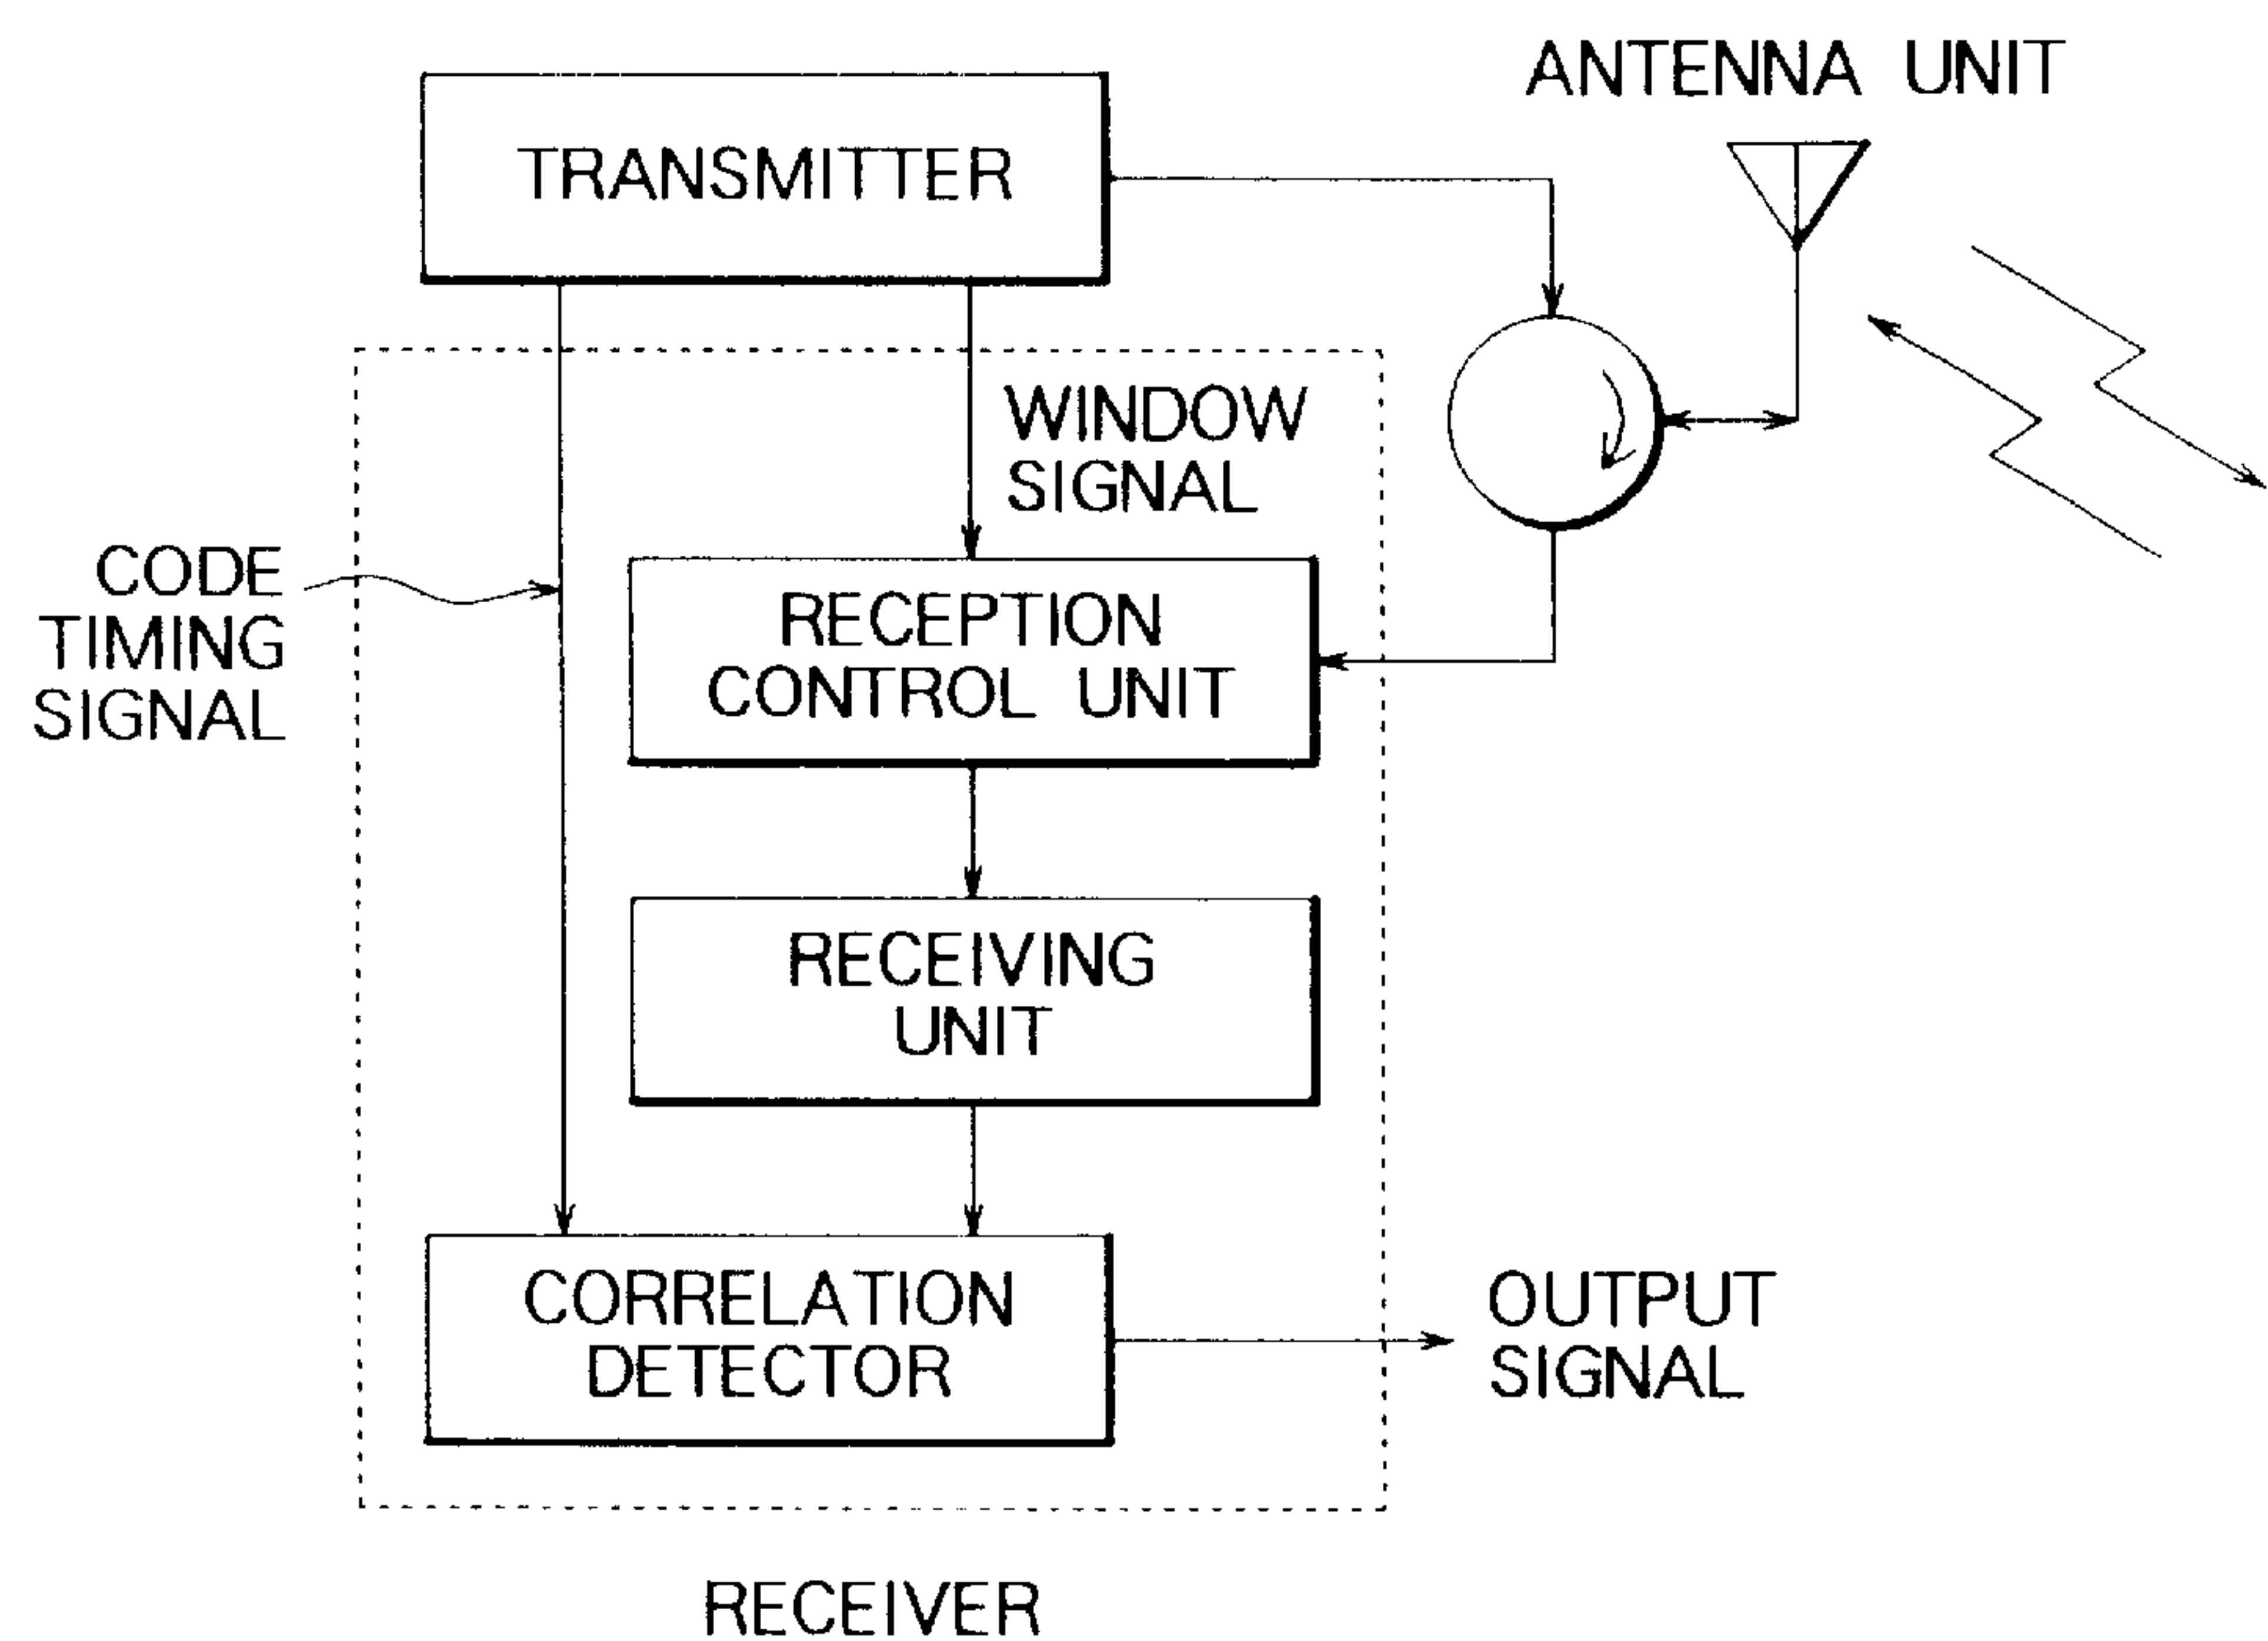 ANTENNA UNIT
TRANSMITTER
WINDOW
SIGNAL
CODE
TIMING
SIGNAL
RECEPTION
CONTROL UNIT
RECEIVING
UNIT
CORRELATION
DETECTOR
OUTPUT
SIGNAL
RECEIVER